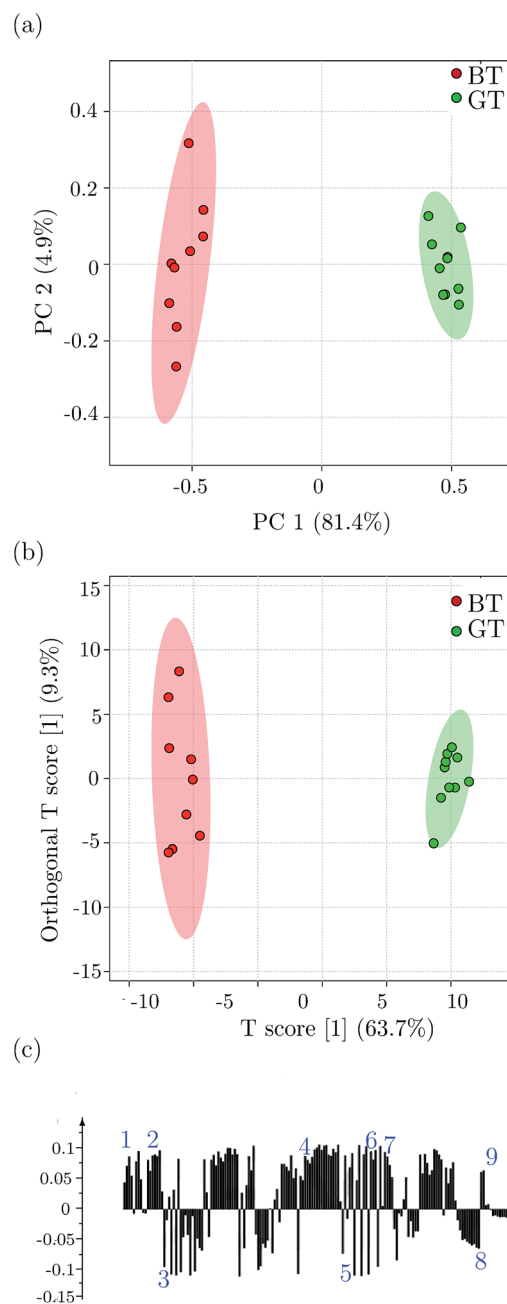 (a)
BT
GT
0.4
0.2
0
-0.2
-0.4
PC 2 (4.9%)
-0.5 0 0.5
PC 1 (81.4%)
(b)
BT
GT
15
10
5
0
-5
-10
-15
Orthogonal T score [1] (9.3%)
-10 -5 0 5 10
T score [1] (63.7%)
(c)
0.1
0.05
0
-0.05
-0.1
-0.15
1 2 4 6 7 9
3 5 8